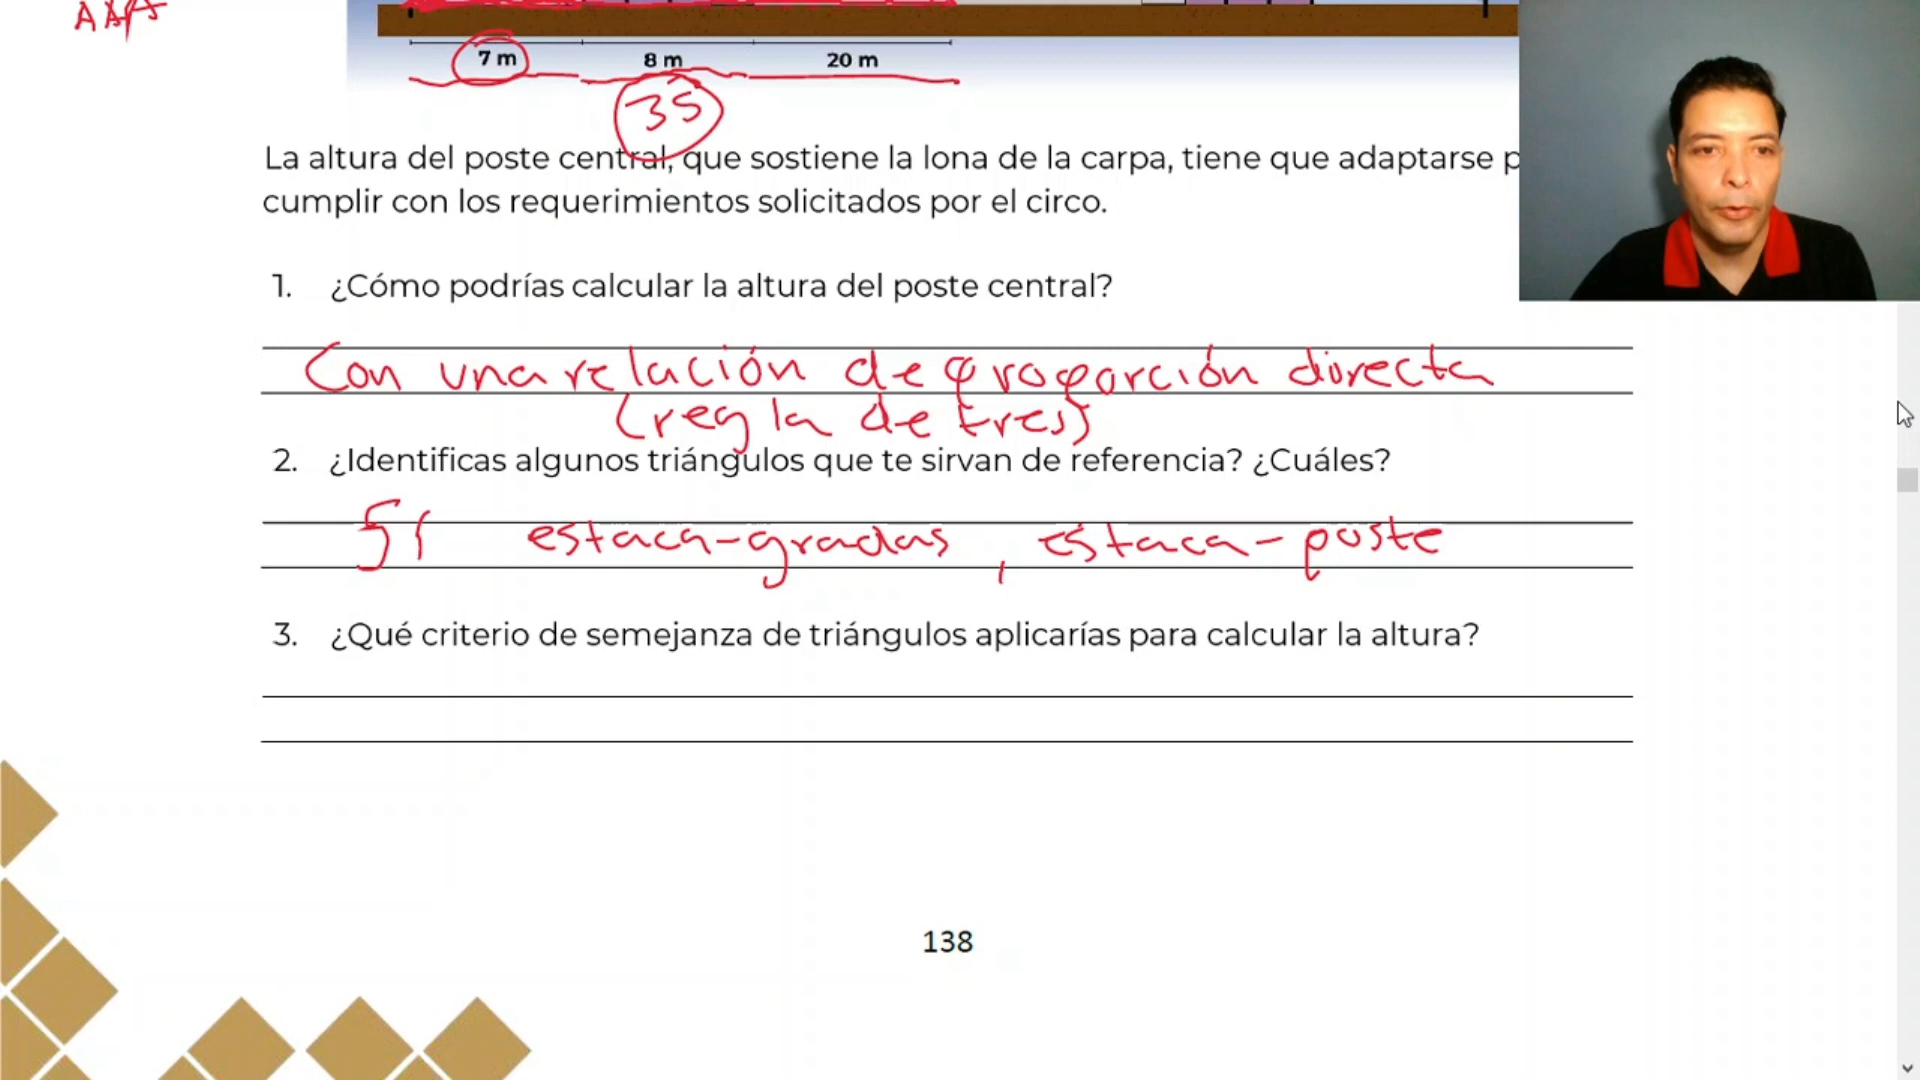 7 m 8 m 20 m
35
La altura del poste central, que sostiene la lona de la carpa, tiene que adaptarse p
cumplir con los requerimientos solicitados por el circo.
1. ¿Cómo podrías calcular la altura del poste central?
Con una relación de proporción directa
(regla de tres)
2. ¿Identificas algunos triángulos que te sirvan de referencia? ¿Cuáles?
Sí estaca-gradas, estaca-poste
3. ¿Qué criterio de semejanza de triángulos aplicarías para calcular la altura?
138